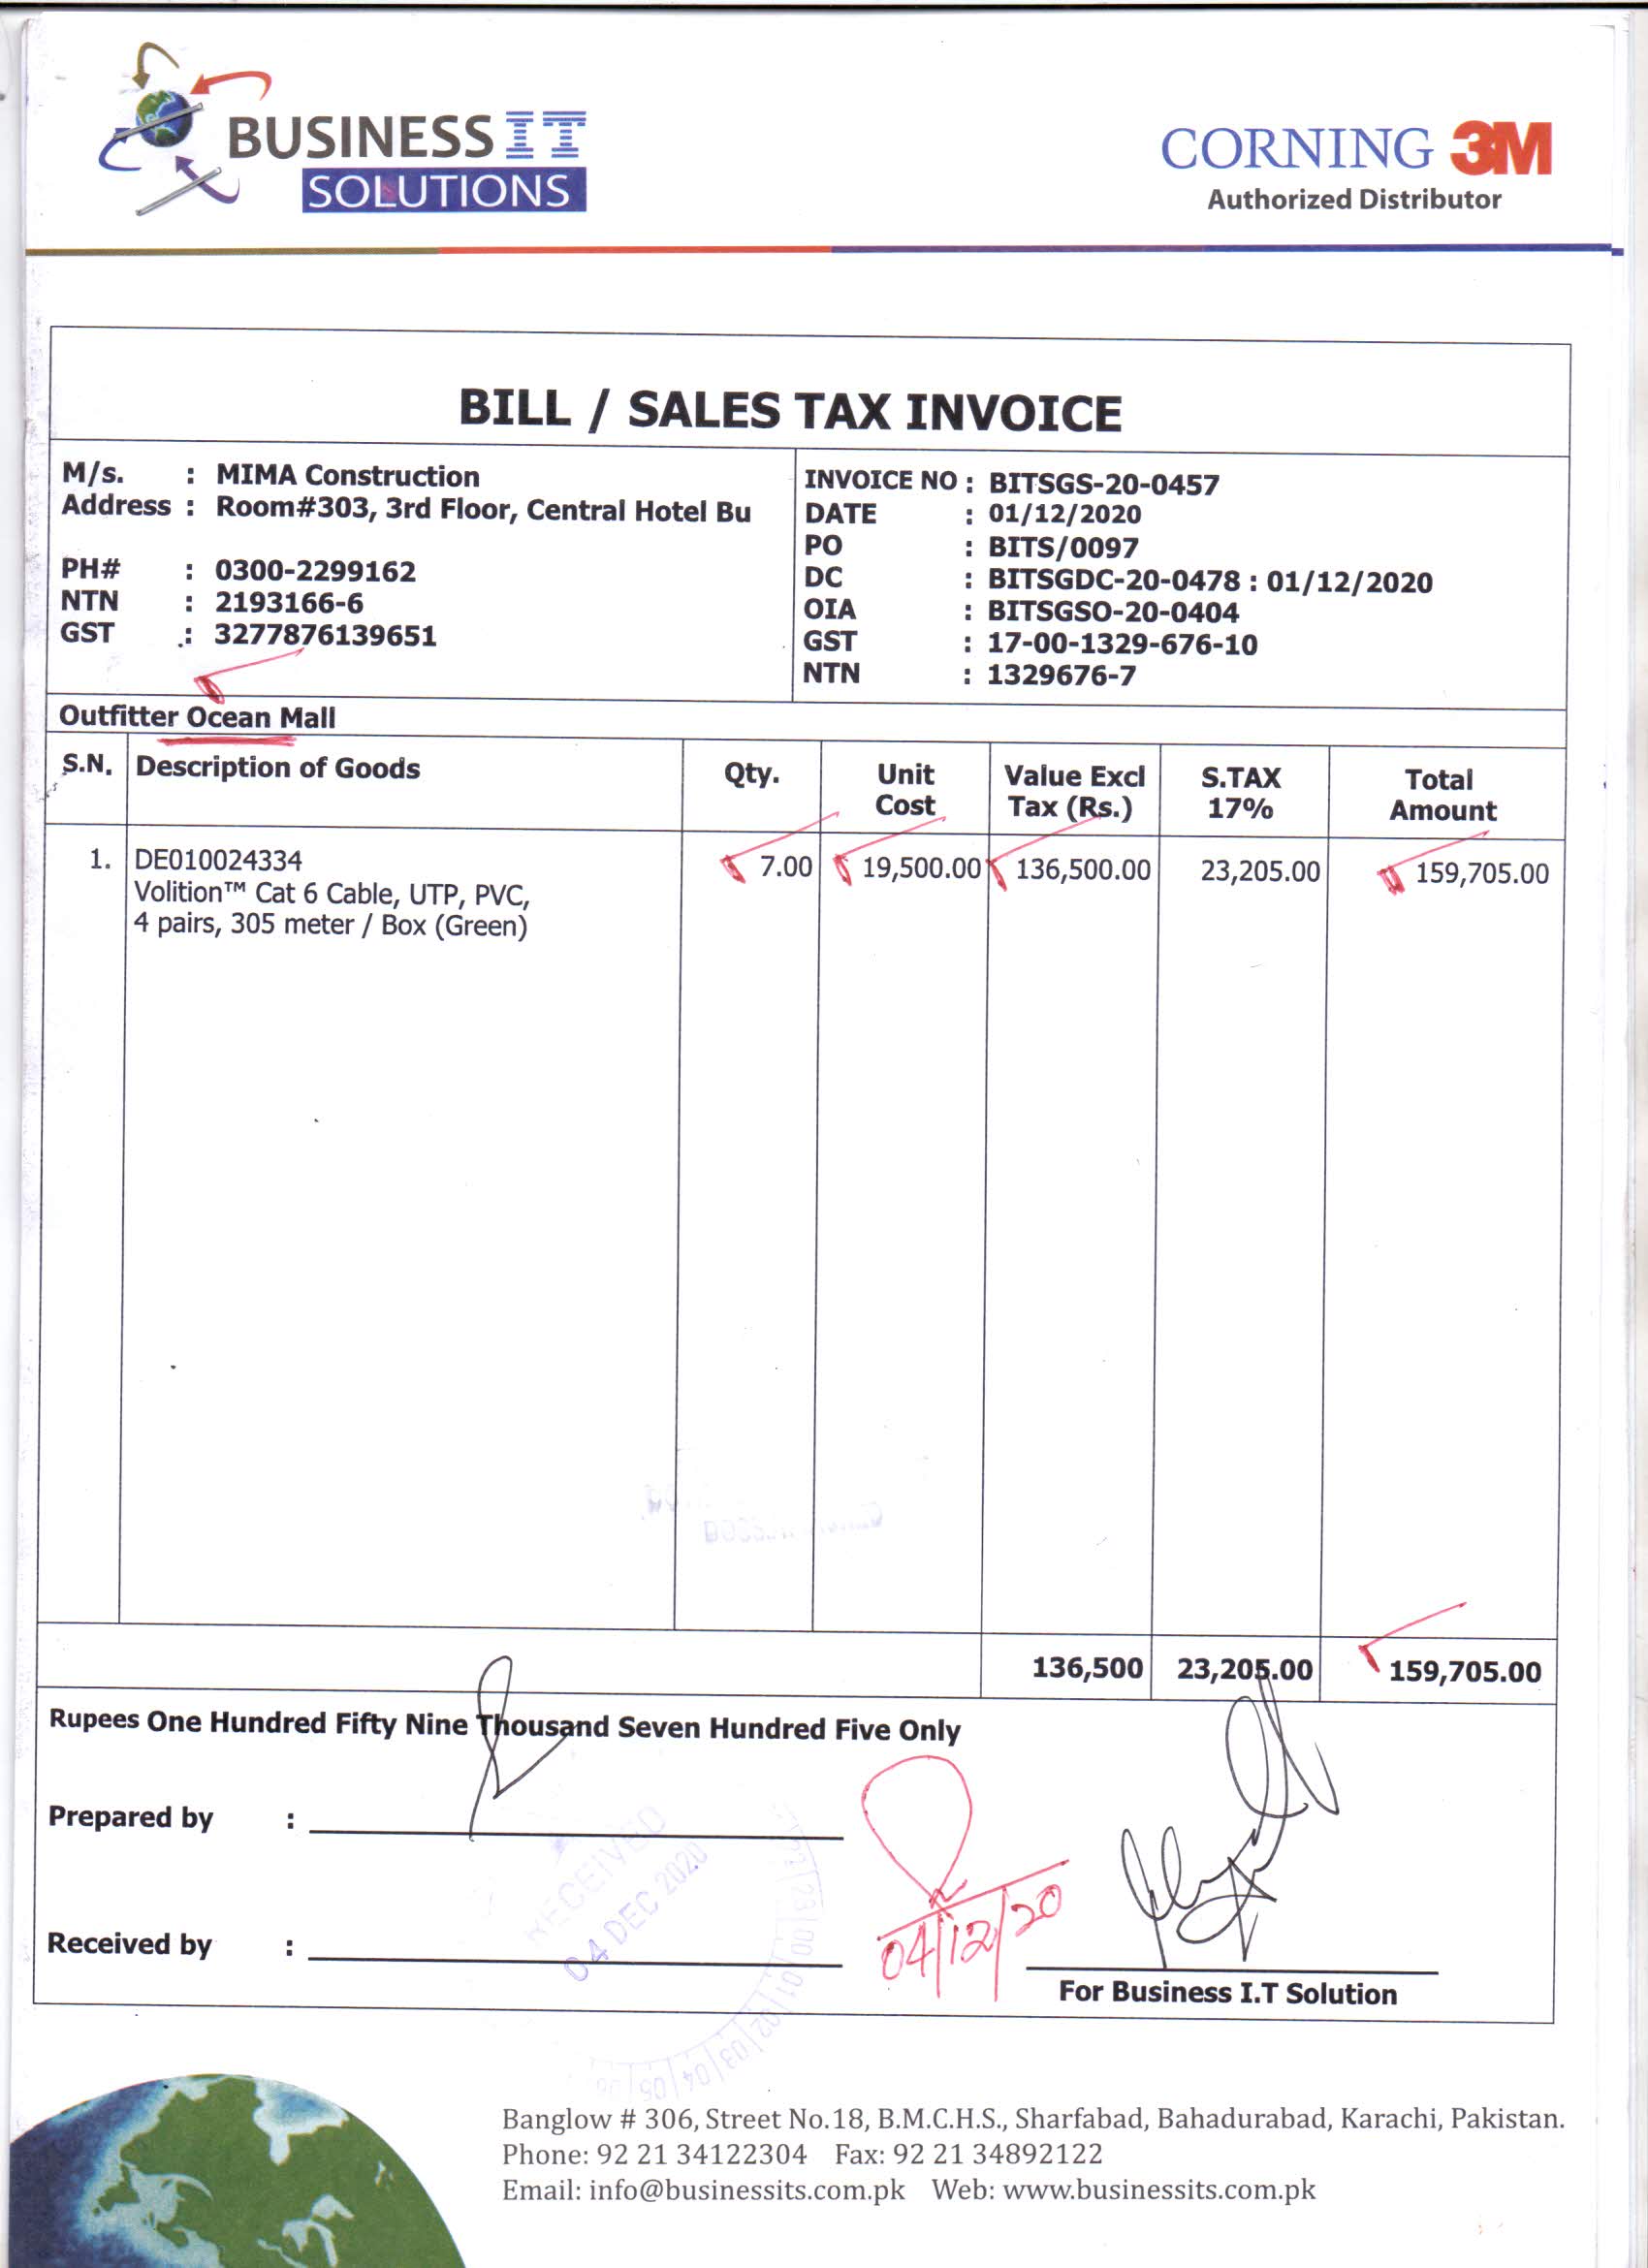 BUSINESS IT
SOLUTIONS
CORNING 3M
Authorized Distributor
BILL / SALES TAX INVOICE
M/s. : MIMA Construction
Address : Room#303, 3rd Floor, Central Hotel Bu
PH# : 0300-2299162
NTN : 2193166-6
GST : 3277876139651
INVOICE NO : BITSGS-20-0457
DATE : 01/12/2020
PO : BITS/0097
DC : BITSGDC-20-0478 : 01/12/2020
OIA : BITSGSO-20-0404
GST : 17-00-1329-676-10
NTN : 1329676-7
Outfitter Ocean Mall
S.N. Description of Goods Qty. Unit Cost Value Excl Tax (Rs.) S.TAX 17% Total Amount
1. DE010024334 7.00 19,500.00 136,500.00 23,205.00 159,705.00
Volition™ Cat 6 Cable, UTP, PVC,
4 pairs, 305 meter / Box (Green)
136,500 23,205.00 159,705.00
Rupees One Hundred Fifty Nine Thousand Seven Hundred Five Only
Prepared by :
RECEIVED
04 DEC 2020
04/12/20
Received by :
For Business I.T Solution
Banglow # 306, Street No.18, B.M.C.H.S., Sharfabad, Bahadurabad, Karachi, Pakistan.
Phone: 92 21 34122304 Fax: 92 21 34892122
Email: info@businessits.com.pk Web: www.businessits.com.pk